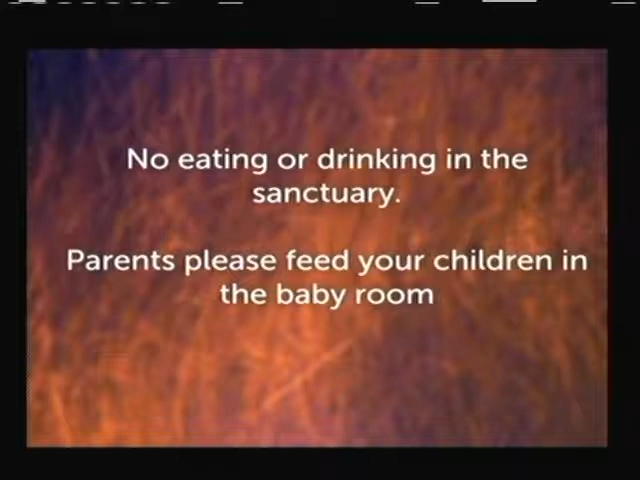 No eating or drinking in the
sanctuary.
Parents please feed your children in
the baby room